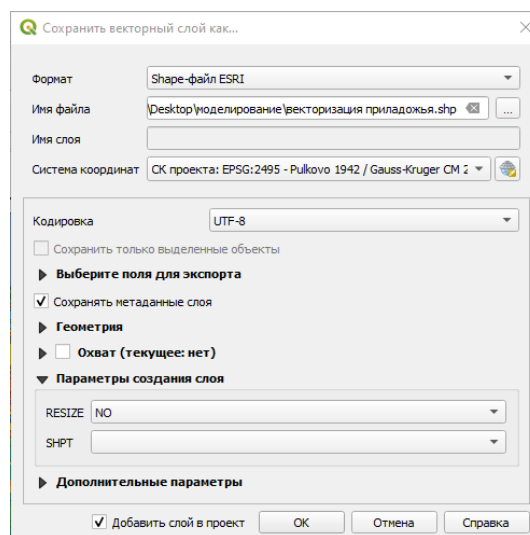 Сохранить векторный слой как...
Формат Shape-файл ESRI
Имя файла \Desktop\моделирование\векторизация приладожья.shp ...
Имя слоя
Система координат СК проекта: EPSG:2495 - Pulkovo 1942 / Gauss-Kruger CM 2
Кодировка UTF-8
Сохранить только выделенные объекты
Выберите поля для экспорта
Сохранять метаданные слоя
Геометрия
Охват (текущее: нет)
Параметры создания слоя
RESIZE NO
SHPT
Дополнительные параметры
Добавить слой в проект OK Отмена Справка